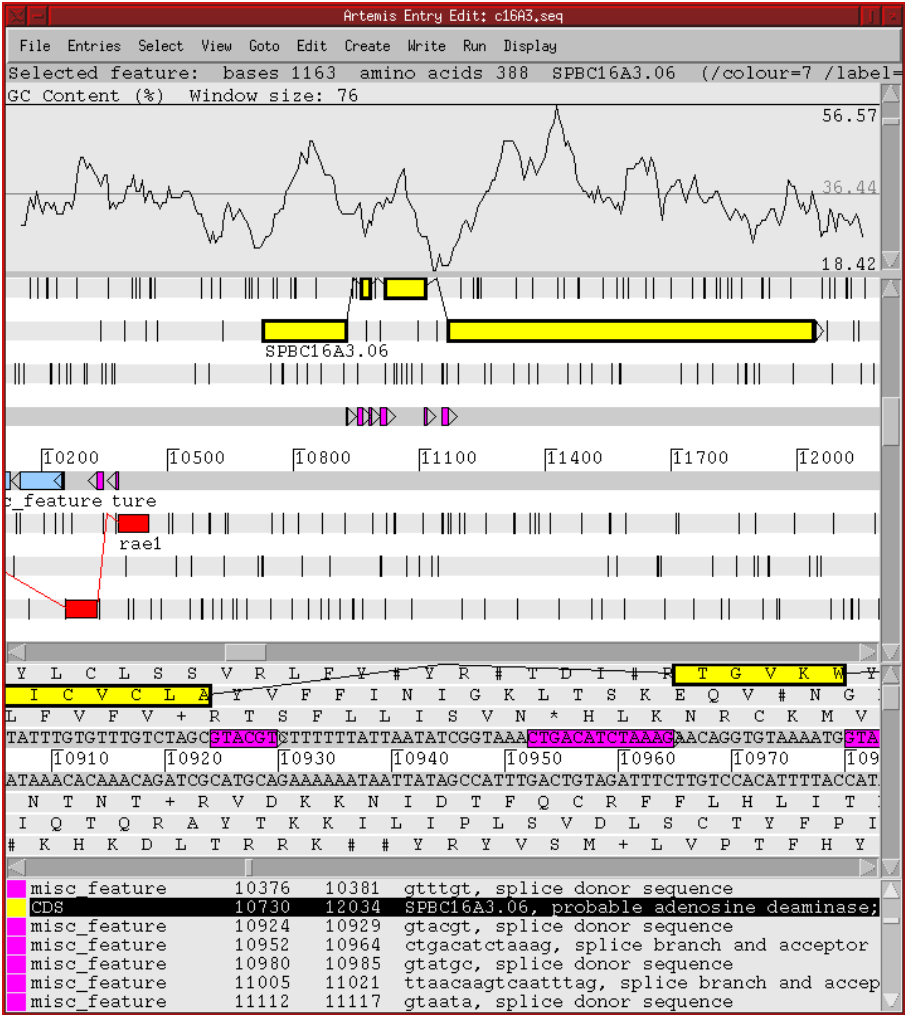 Artemis Entry Edit: c16A3.seq
File Entries Select View Goto Edit Create Write Run Display
Selected feature: bases 1163 amino acids 388 SPBC16A3.06 (/colour=7 /label=
GC Content (%) Window size: 76
56.57
36.44
18.42
SPBC16A3.06
10200 10500 10800 11100 11400 11700 12000
c_feature ture
rae1
Y L C L S S V R L F Y # Y R # T D I # R T G V K W Y
I C V C L A Y V F F I N I G K L T S K E Q V # N G
L F V F V + R T S F L L I S V N * H L K N R C K M V
TATTTGTGTTTGTCTAGCGTACGTCTTTTTTATTAATATCGGTAAACTGACATCTAAAGAACAGGTGTAAAATGGTA
10910 10920 10930 10940 10950 10960 10970 10
ATAAACACAAACAGATCGCATGCAGAAAAAATAATTATAGCCATTTGACTGTAGATTTCTTGTCCACATTTTACCAT
N T N T + R V D K K N I D T F Q C R F F L H L I T
I Q T Q R A Y T K K I L I P L S V D L S C T Y F P I
# K H K D L T R R K # # Y R Y V S M + L V P T F H Y
misc_feature 10376 10381 gtttgt, splice donor sequence
CDS 10730 12034 SPBC16A3.06, probable adenosine deaminase;
misc_feature 10924 10929 gtacgt, splice donor sequence
misc_feature 10952 10964 ctgacatctaaag, splice branch and acceptor
misc_feature 10980 10985 gtatgc, splice donor sequence
misc_feature 11005 11021 ttaacaagtcaatttag, splice branch and accep
misc_feature 11112 11117 gtaata, splice donor sequence